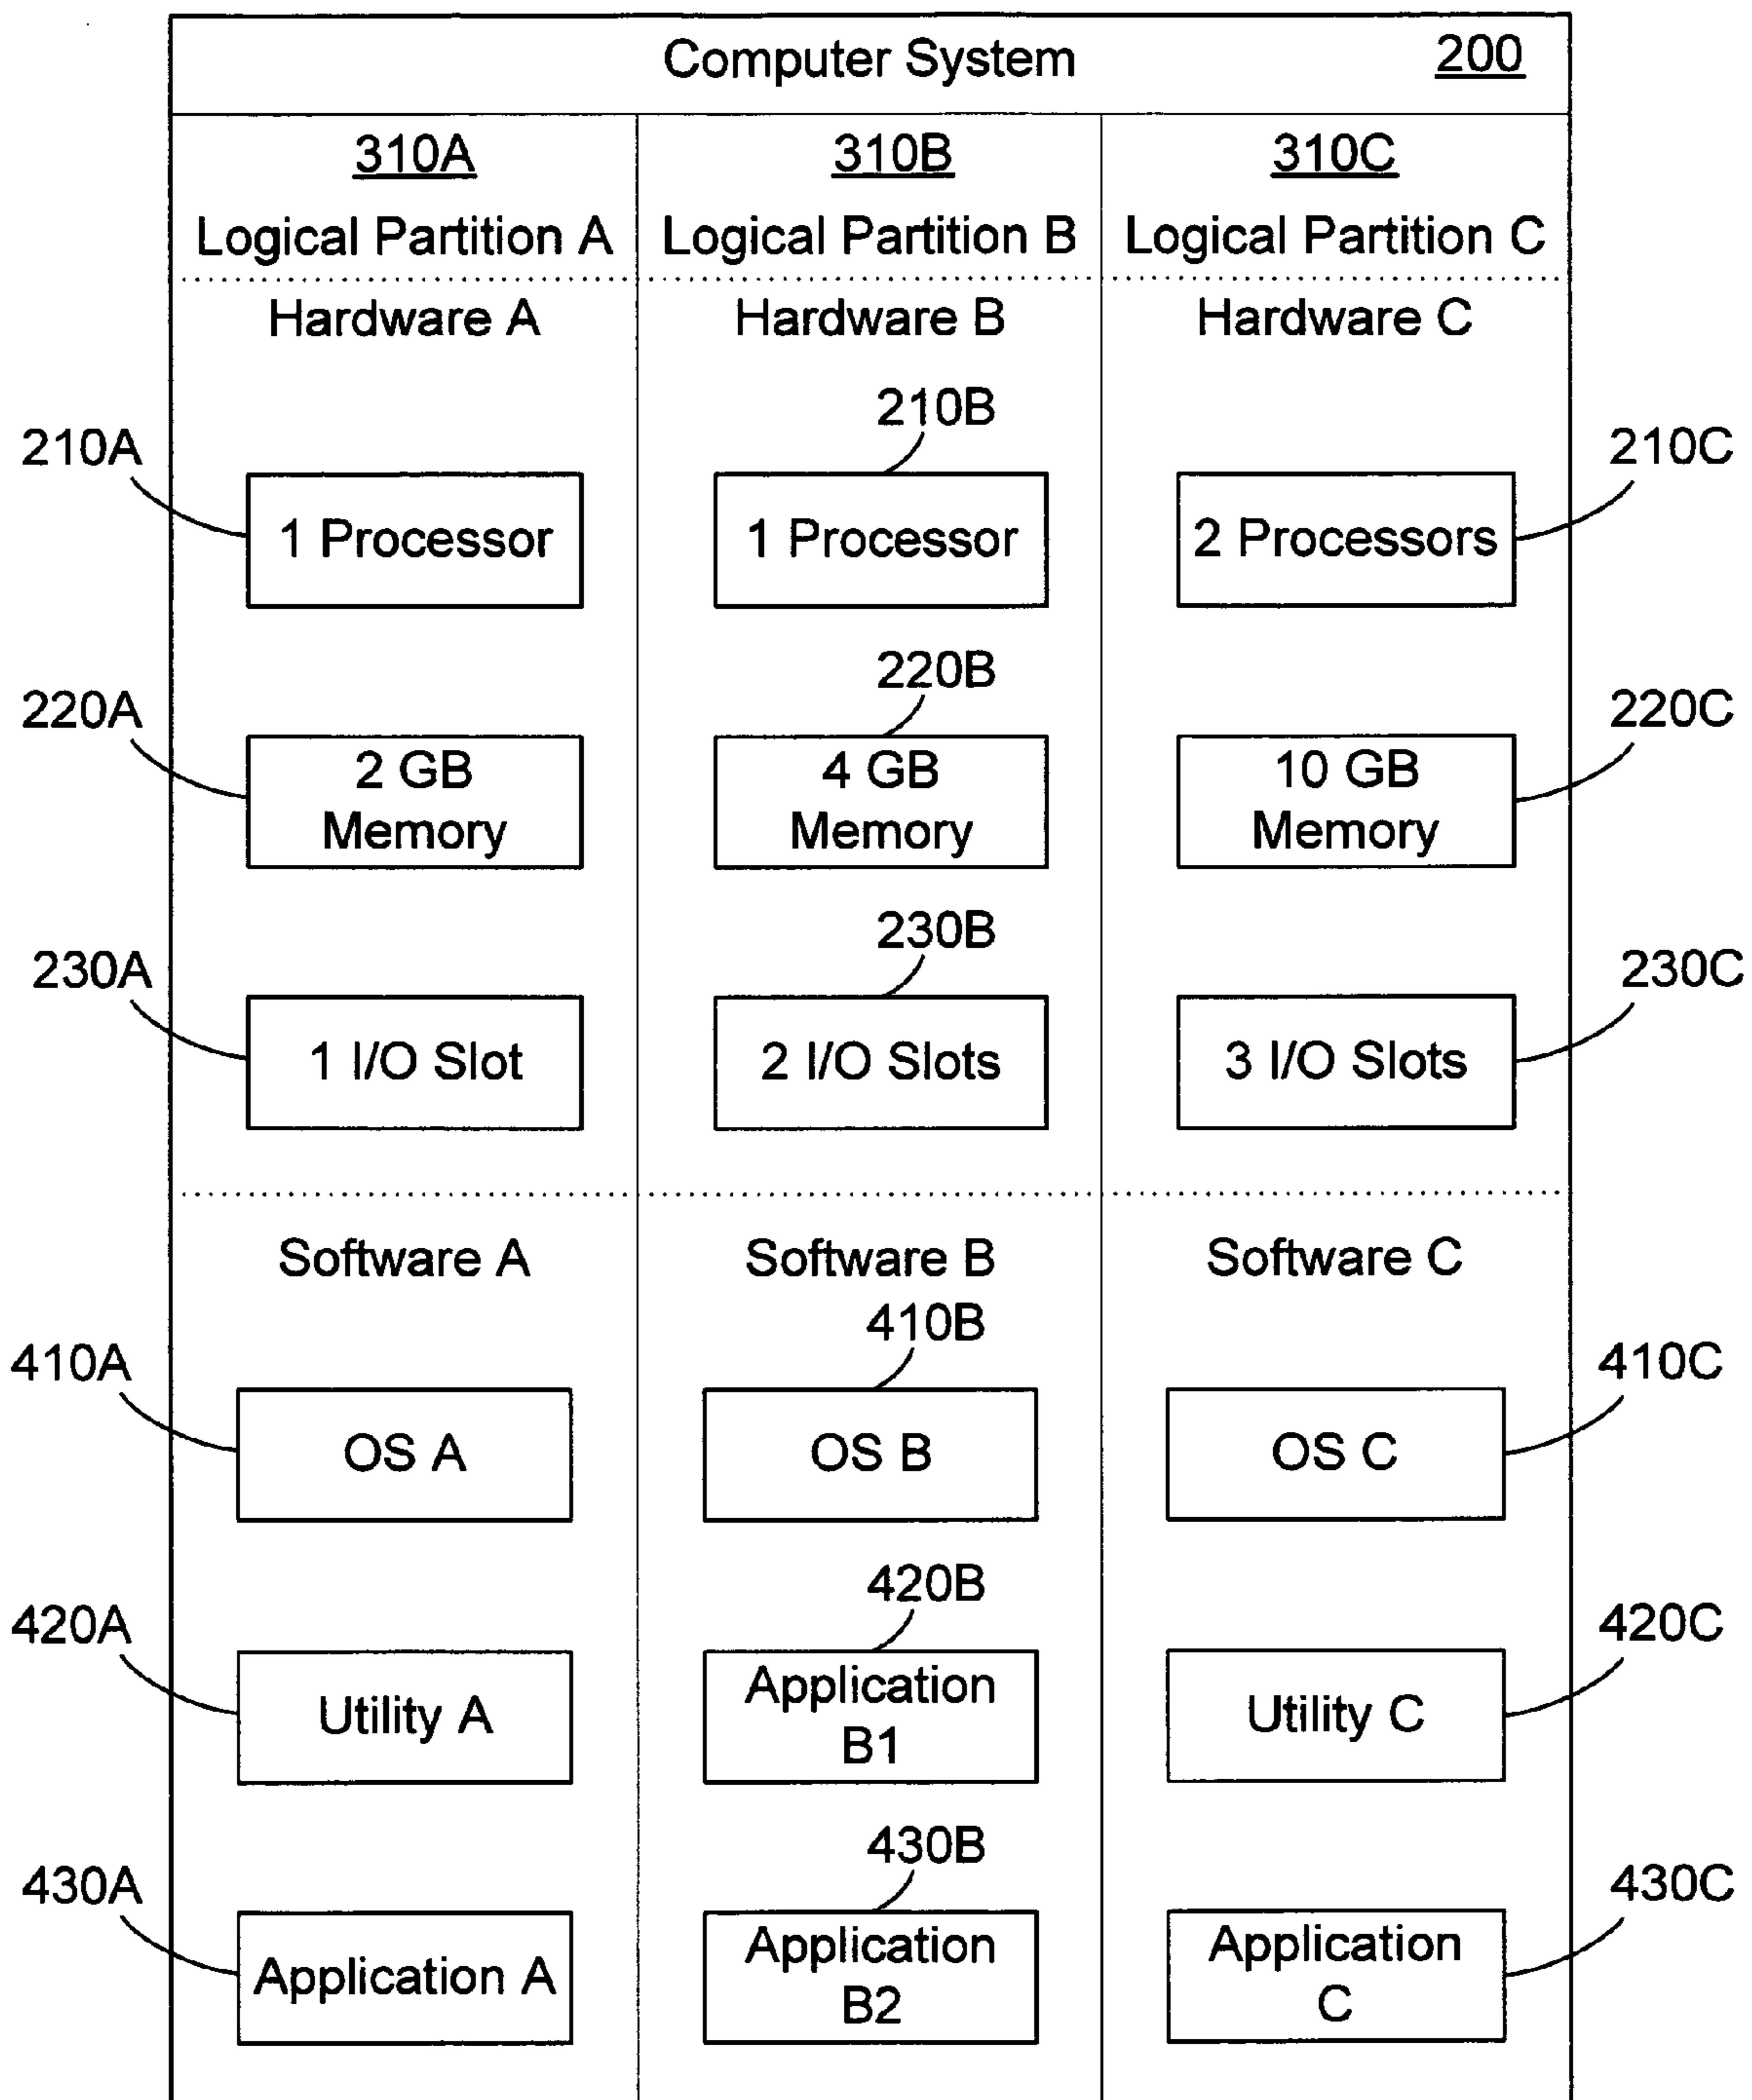 Computer System 200
310A 310B 310C
Logical Partition A Logical Partition B Logical Partition C
Hardware A Hardware B Hardware C
210B
210A 210C
1 Processor 1 Processor 2 Processors
220B
220A 220C
2 GB 4 GB 10 GB
Memory Memory Memory
230B
230A 230C
1 I/O Slot 2 I/O Slots 3 I/O Slots
Software A Software B Software C
410B
410A 410C
OS A OS B OS C
420B
420A 420C
Utility A Application B1 Utility C
430B
430A 430C
Application A Application B2 Application C